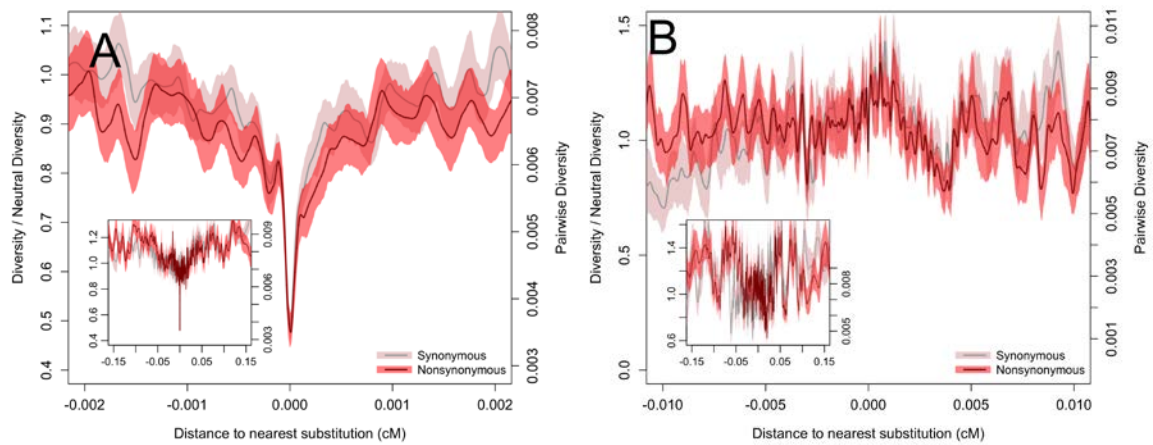 A
1.1
1.0
0.9
0.8
0.7
0.6
0.5
0.4
Diversity / Neutral Diversity
0.008
0.007
0.006
0.005
0.004
0.003
Pairwise Diversity
1.2
1.0
0.8
0.6
0.4
0.009
0.006
0.003
-0.15 -0.05 0.05 0.15
Synonymous
Nonsynonymous
-0.002 -0.001 0.000 0.001 0.002
Distance to nearest substitution (cM)
B
1.5
1.0
0.5
0.0
Diversity / Neutral Diversity
0.011
0.009
0.007
0.005
0.003
0.001
Pairwise Diversity
1.4
1.0
0.6
0.008
0.005
-0.15 -0.05 0.05 0.15
Synonymous
Nonsynonymous
-0.010 -0.005 0.000 0.005 0.010
Distance to nearest substitution (cM)